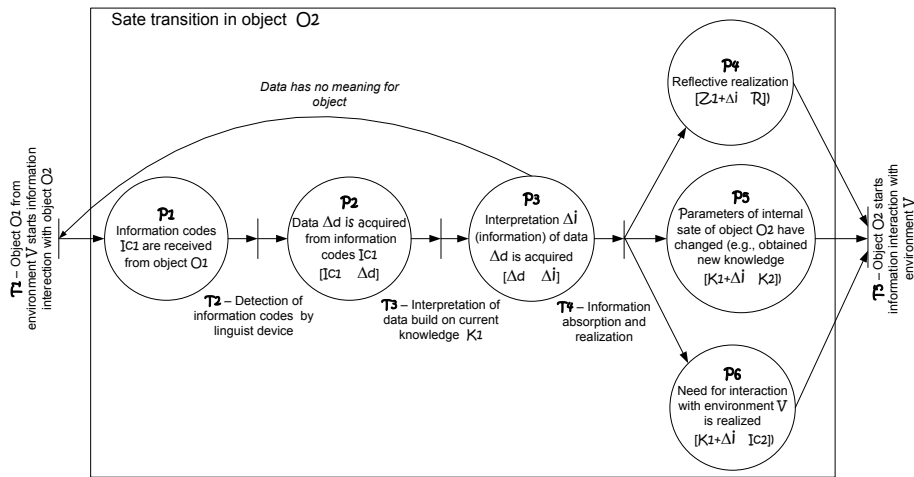 Sate transition in object O2
Data has no meaning for
object
T1 – Object O1 from
environment V starts information
interection with object O2
P1
Information codes
IC1 are received
from object O1
T2 – Detection of
information codes by
linguist device
P2
Data Δd is acquired
from information
codes IC1
[IC1 Δd]
T3 – Interpretation of
data build on current
knowledge K1
P3
Interpretation Δi
(information) of data
Δd is acquired
[Δd Δi]
T4 – Information
absorption and
realization
P4
Reflective realization
[Z1+Δi R])
P5
Parameters of internal
sate of object O2 have
changed (e.g., obtained
new knowledge
[K1+Δi K2])
P6
Need for interaction
with environment V
is realized
[K1+Δi IC2])
T5 – Object O2 starts
information interaction with
environment V